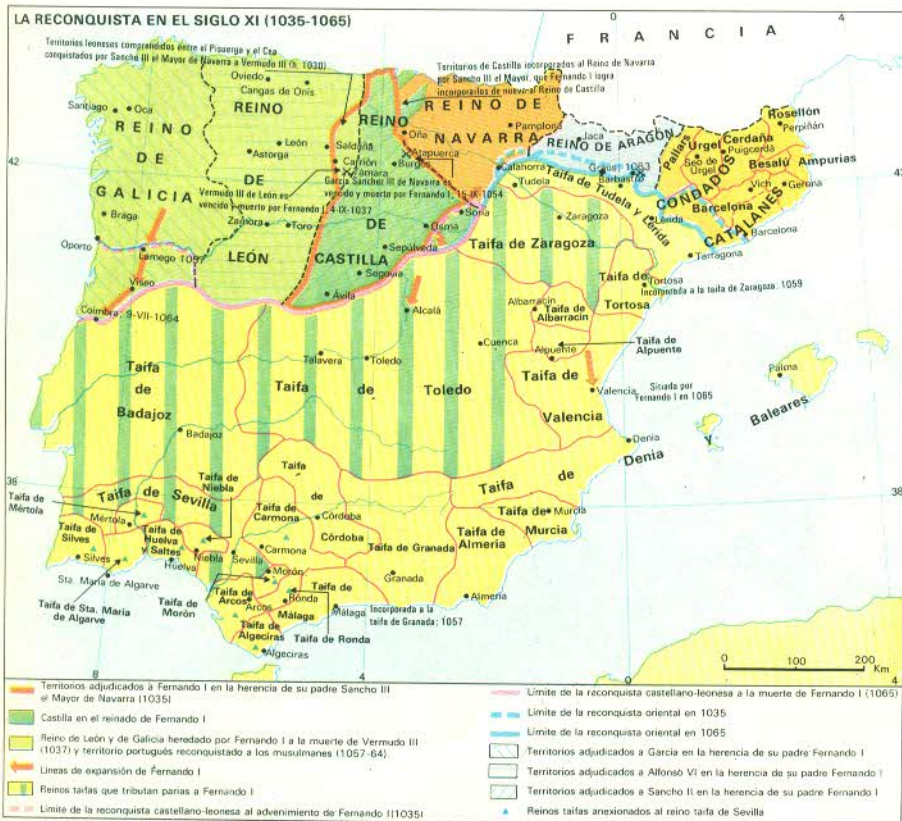 LA RECONQUISTA EN EL SIGLO XI (1035-1065)
Territorios leoneses comprendidos entre el Pisuerga y el Cea
conquistados por Sancho III el Mayor de Navarra a Vermudo III (h. 1030)
Territorios de Castilla incorporados al Reino de Navarra
por Sancho III el Mayor, que Fernando I logra
incorporarlos de nuevo al Reino de Castilla
0
4
F R A N C I A
Oviedo
Cangas de Onís
Santiago
Oca
REINO
DE
GALICIA
REINO
DE
LEÓN
León
Astorga
Saldaña
Carrión
Támara
Vermudo III de León es
vencido y muerto por Fernando I, 4-IX-1037
Zamora
Toro
REINO
DE
CASTILLA
Oña
Atapuerca
Burgos
García Sánchez III de Navarra es
vencido y muerto por Fernando I, 15-IX-1054
REINO DE
NAVARRA
Pamplona
Calahorra
Tudela
REINO DE ARAGÓN
Jaca
Graus 1063
Barbastro
Taifa de Tudela y Lérida
Lérida
Pallars
Urgel
Seo de
Urgel
Cerdaña
Puigcerdá
Rosellón
Perpiñán
Besalú
Ampurias
Vich
Gerona
CONDADOS
CATALANES
Barcelona
Barcelona
Tarragona
42
42
Braga
Oporto
Lamego 1057
Viseo
Coimbra, 9-VII-1064
Soria
Osma
Sepúlveda
Segovia
Ávila
Zaragoza
Taifa de Zaragoza
Taifa de
Tortosa
Tortosa
Incorporada a la taifa de Zaragoza; 1059
Albarracín
Taifa de
Albarracín
Alcalá
Cuenca
Alpuente
Taifa de
Alpuente
Talavera
Toledo
Taifa
de
Toledo
Taifa
de
Badajoz
Badajoz
Taifa de
Valencia
Valencia
Sitiada por
Fernando I en 1065
Palma
Denia
Taifa de Denia y Baleares
38
38
Taifa de
Niebla
Taifa de
Mértola
Taifa de Sevilla
Mértola
Taifa de
Silves
Silves
Taifa de
Huelva
y Saltes
Niebla
Huelva
Sevilla
Sta. María de Algarve
Taifa de Sta. María
de Algarve
Taifa de
Carmona
Carmona
Taifa
de
Córdoba
Córdoba
Morón
Taifa de
Morón
Taifa de
Arcos
Arcos
Ronda
Taifa de
Málaga
Málaga
Taifa de Ronda
Taifa de
Algeciras
Algeciras
Taifa de Granada
Granada
Incorporada a la
taifa de Granada; 1057
Taifa de
Almería
Almería
Taifa de
Murcia
Murcia
8
4
0
4
0 100 200
Km
Territorios adjudicados a Fernando I en la herencia de su padre Sancho III
el Mayor de Navarra (1035)
Castilla en el reinado de Fernando I
Reino de León y de Galicia heredado por Fernando I a la muerte de Vermudo III
(1037) y territorio portugués reconquistado a los musulmanes (1057-64)
Líneas de expansión de Fernando I
Reinos taifas que tributan parias a Fernando I
Límite de la reconquista castellano-leonesa al advenimiento de Fernando I (1035)
Límite de la reconquista castellano-leonesa a la muerte de Fernando I (1065)
Límite de la reconquista oriental en 1035
Límite de la reconquista oriental en 1065
Territorios adjudicados a García en la herencia de su padre Fernando I
Territorios adjudicados a Alfonso VI en la herencia de su padre Fernando I
Territorios adjudicados a Sancho II en la herencia de su padre Fernando I
Reinos taifas anexionados al reino taifa de Sevilla